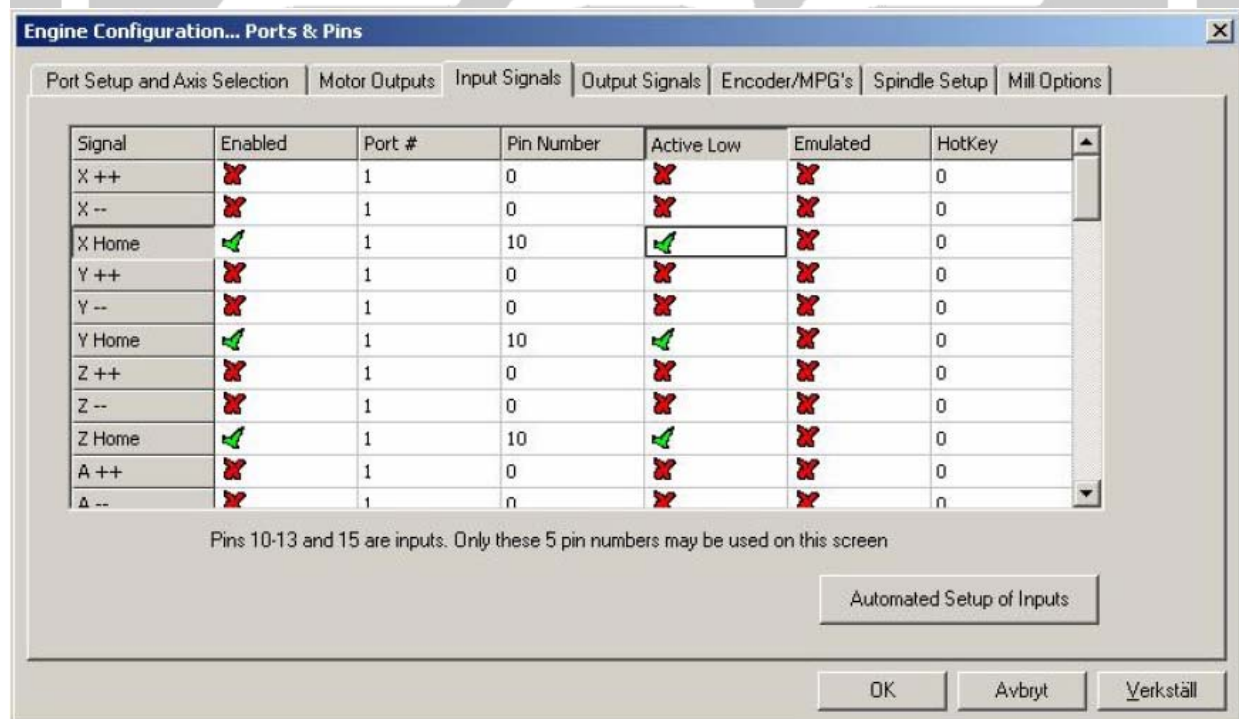 Engine Configuration... Ports & Pins
Port Setup and Axis Selection Motor Outputs Input Signals Output Signals Encoder/MPG's Spindle Setup Mill Options
Signal Enabled Port # Pin Number Active Low Emulated HotKey
X ++ 1 0 0
X -- 1 0 0
X Home 1 10 0
Y ++ 1 0 0
Y -- 1 0 0
Y Home 1 10 0
Z ++ 1 0 0
Z -- 1 0 0
Z Home 1 10 0
A ++ 1 0 0
A -- 1 0 0
Pins 10-13 and 15 are inputs. Only these 5 pin numbers may be used on this screen
Automated Setup of Inputs
OK Avbryt Verkställ